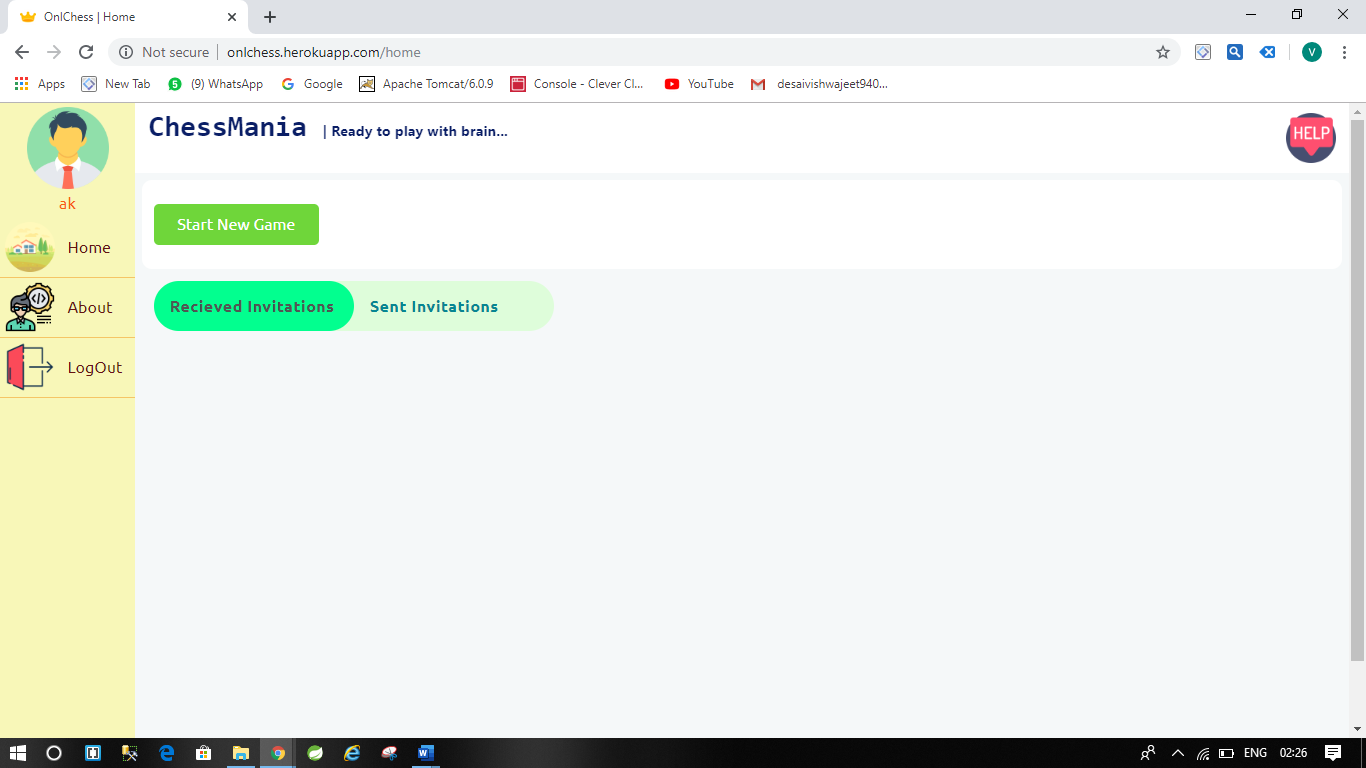 OnlChess | Home
Not secure | onlchess.herokuapp.com/home
V
Apps New Tab (9) WhatsApp Google Apache Tomcat/6.0.9 Console - Clever Cl... YouTube desaivishwajeet940...
ChessMania | Ready to play with brain...
HELP
ak
Start New Game
Home
Recieved Invitations Sent Invitations
About
LogOut
ENG 02:26